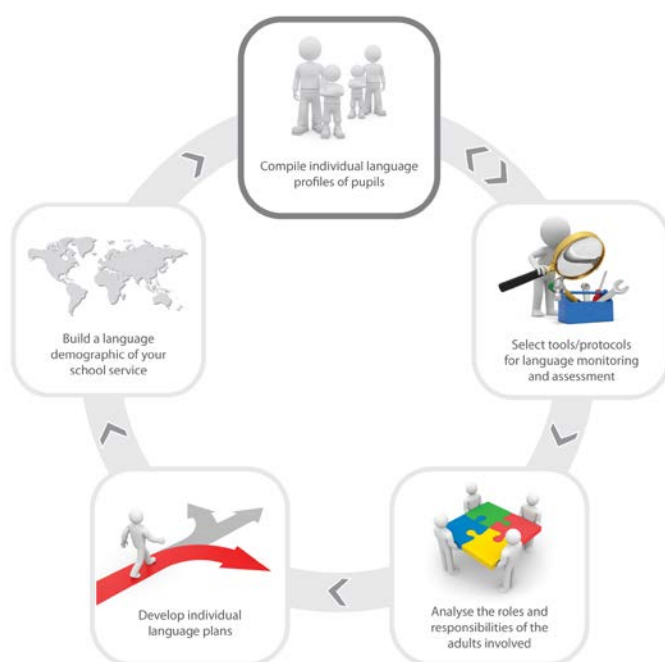 Compile individual language
profiles of pupils
Select tools/protocols
for language monitoring
and assessment
Analyse the roles and
responsibilities of the
adults involved
Develop individual
language plans
Build a language
demographic of your
school service